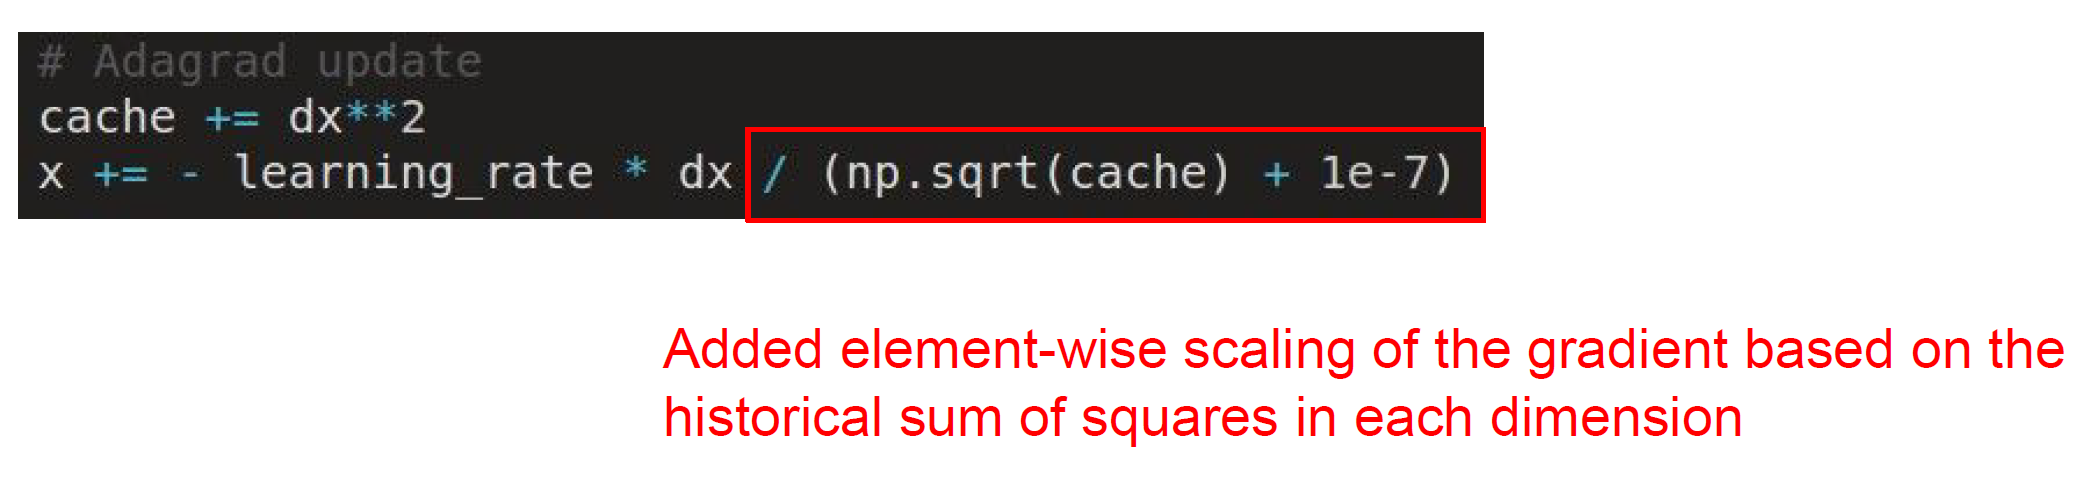 # Adagrad update
cache += dx**2
x += - learning_rate * dx / (np.sqrt(cache) + 1e-7)
Added element-wise scaling of the gradient based on the
historical sum of squares in each dimension